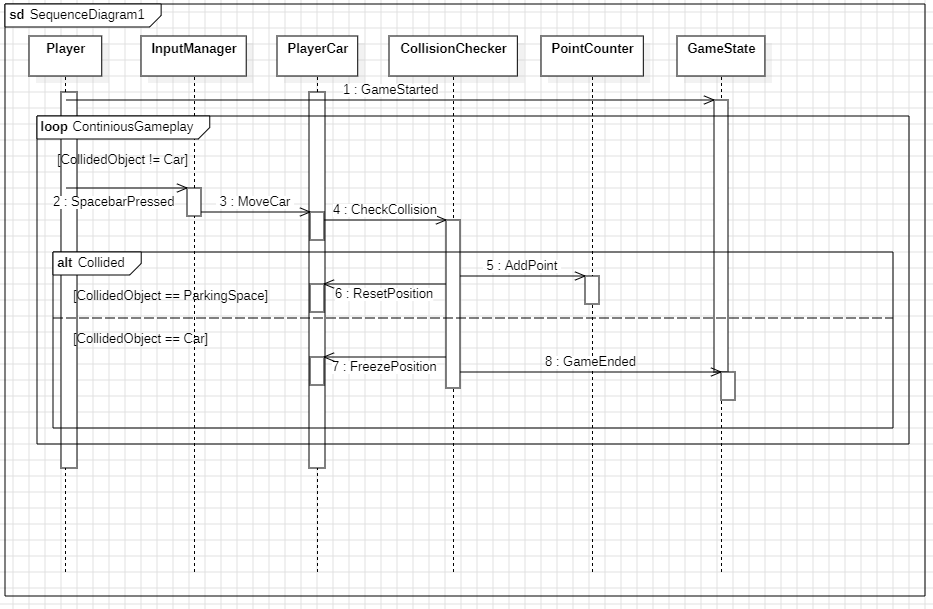 sd SequenceDiagram1
Player
InputManager
PlayerCar
CollisionChecker
PointCounter
GameState
1 : GameStarted
loop ContiniousGameplay
[CollidedObject != Car]
2 : SpacebarPressed
3 : MoveCar
4 : CheckCollision
alt Collided
5 : AddPoint
[CollidedObject == ParkingSpace]
6 : ResetPosition
[CollidedObject == Car]
7 : FreezePosition
8 : GameEnded